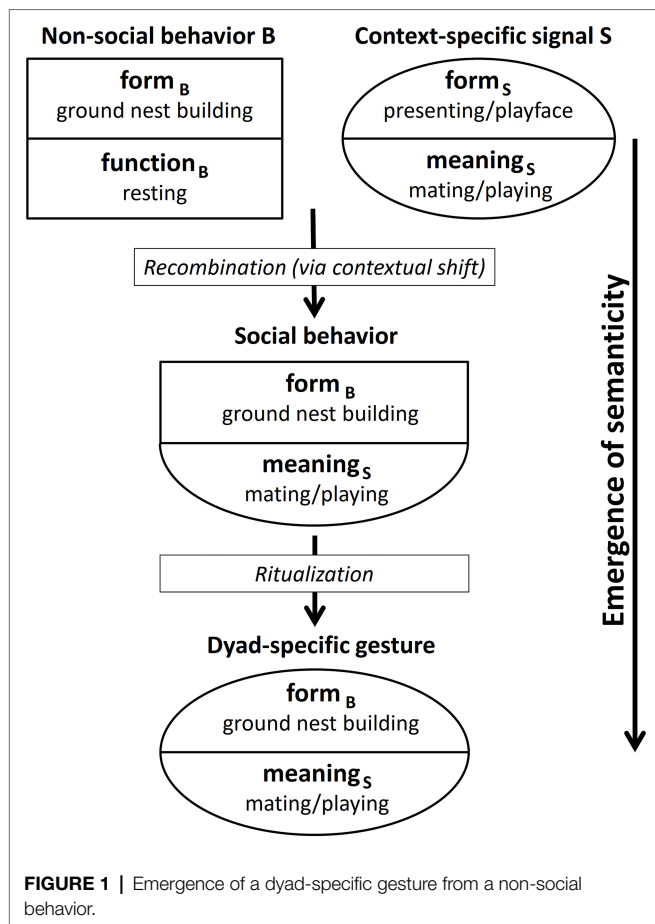 Non-social behavior B
Context-specific signal S
form B
ground nest building
function B
resting
form S
presenting/playface
meaning S
mating/playing
Recombination (via contextual shift)
Social behavior
form B
ground nest building
meaning S
mating/playing
Ritualization
Dyad-specific gesture
form B
ground nest building
meaning S
mating/playing
Emergence of semanticity
FIGURE 1 | Emergence of a dyad-specific gesture from a non-social
behavior.